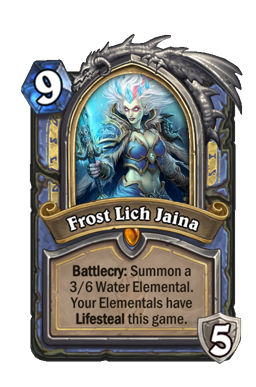 9
Frost Lich Jaina
Battlecry: Summon a
3/6 Water Elemental.
Your Elementals have
Lifesteal this game.
5